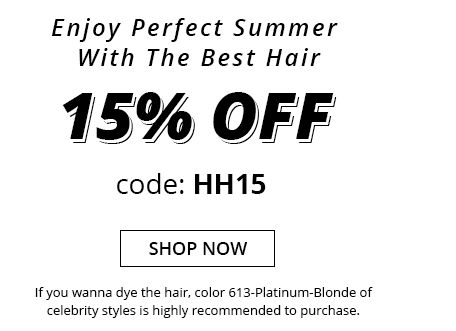 Enjoy Perfect Summer
With The Best Hair
15% OFF
code: HH15
SHOP NOW
If you wanna dye the hair, color 613-Platinum-Blonde of
celebrity styles is highly recommended to purchase.